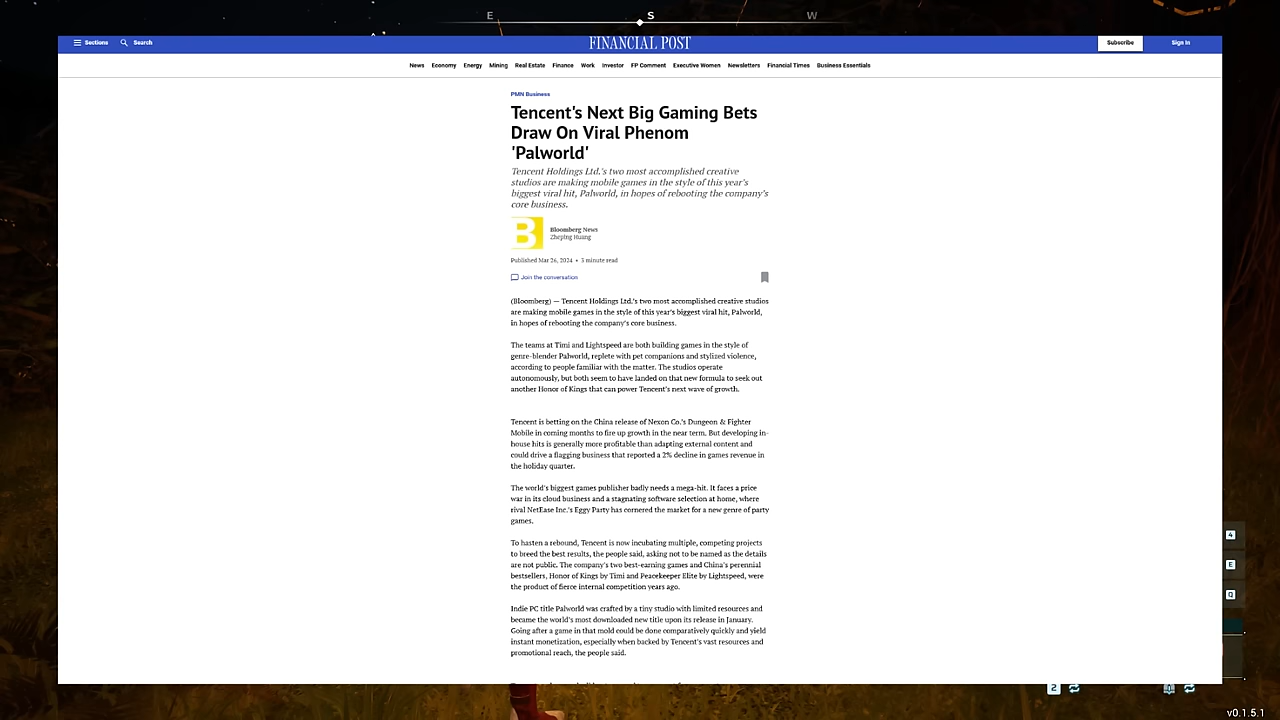 E S W
Sections Search FINANCIAL POST Subscribe Sign In
News Economy Energy Mining Real Estate Finance Work Investor FP Comment Executive Women Newsletters Financial Times Business Essentials
PMN Business
Tencent's Next Big Gaming Bets
Draw On Viral Phenom
'Palworld'
Tencent Holdings Ltd.'s two most accomplished creative
studios are making mobile games in the style of this year's
biggest viral hit, Palworld, in hopes of rebooting the company's
core business.
B
Bloomberg News
Zheping Huang
Published Mar 26, 2024 • 3 minute read
Join the conversation
(Bloomberg) — Tencent Holdings Ltd.'s two most accomplished creative studios
are making mobile games in the style of this year's biggest viral hit, Palworld,
in hopes of rebooting the company's core business.
The teams at Timi and Lightspeed are both building games in the style of
genre-blender Palworld, replete with pet companions and stylized violence,
according to people familiar with the matter. The studios operate
autonomously, but both seem to have landed on that new formula to seek out
another Honor of Kings that can power Tencent's next wave of growth.
Tencent is betting on the China release of Nexon Co.'s Dungeon & Fighter
Mobile in coming months to fire up growth in the near term. But developing in-
house hits is generally more profitable than adapting external content and
could drive a flagging business that reported a 2% decline in games revenue in
the holiday quarter.
The world's biggest games publisher badly needs a mega-hit. It faces a price
war in its cloud business and a stagnating software selection at home, where
rival NetEase Inc.'s Eggy Party has cornered the market for a new genre of party
games.
To hasten a rebound, Tencent is now incubating multiple, competing projects
to breed the best results, the people said, asking not to be named as the details
are not public. The company's two best-earning games and China's perennial
bestsellers, Honor of Kings by Timi and Peacekeeper Elite by Lightspeed, were
the product of fierce internal competition years ago.
Indie PC title Palworld was crafted by a tiny studio with limited resources and
became the world's most downloaded new title upon its release in January.
Going after a game in that mold could be done comparatively quickly and yield
instant monetization, especially when backed by Tencent's vast resources and
promotional reach, the people said.
4
E
Q
2
v0.1.5.1